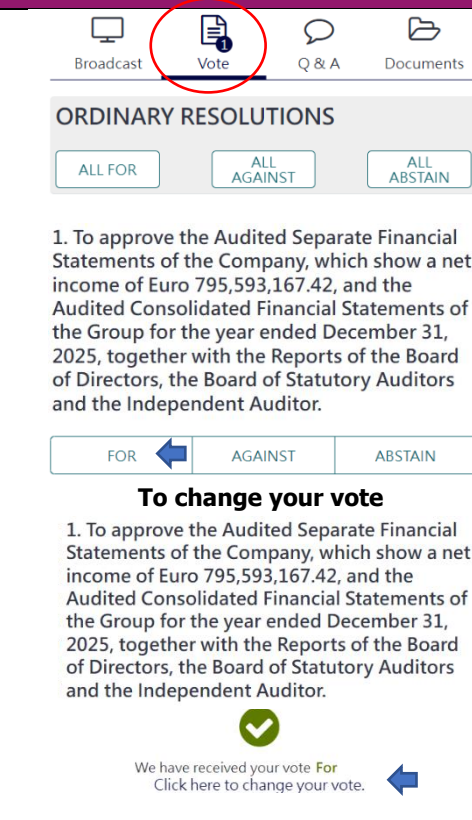 1
Broadcast Vote Q & A Documents
ORDINARY RESOLUTIONS
ALL FOR ALL AGAINST ALL ABSTAIN
1. To approve the Audited Separate Financial
Statements of the Company, which show a net
income of Euro 795,593,167.42, and the
Audited Consolidated Financial Statements of
the Group for the year ended December 31,
2025, together with the Reports of the Board
of Directors, the Board of Statutory Auditors
and the Independent Auditor.
FOR AGAINST ABSTAIN
To change your vote
1. To approve the Audited Separate Financial
Statements of the Company, which show a net
income of Euro 795,593,167.42, and the
Audited Consolidated Financial Statements of
the Group for the year ended December 31,
2025, together with the Reports of the Board
of Directors, the Board of Statutory Auditors
and the Independent Auditor.
We have received your vote For
Click here to change your vote.